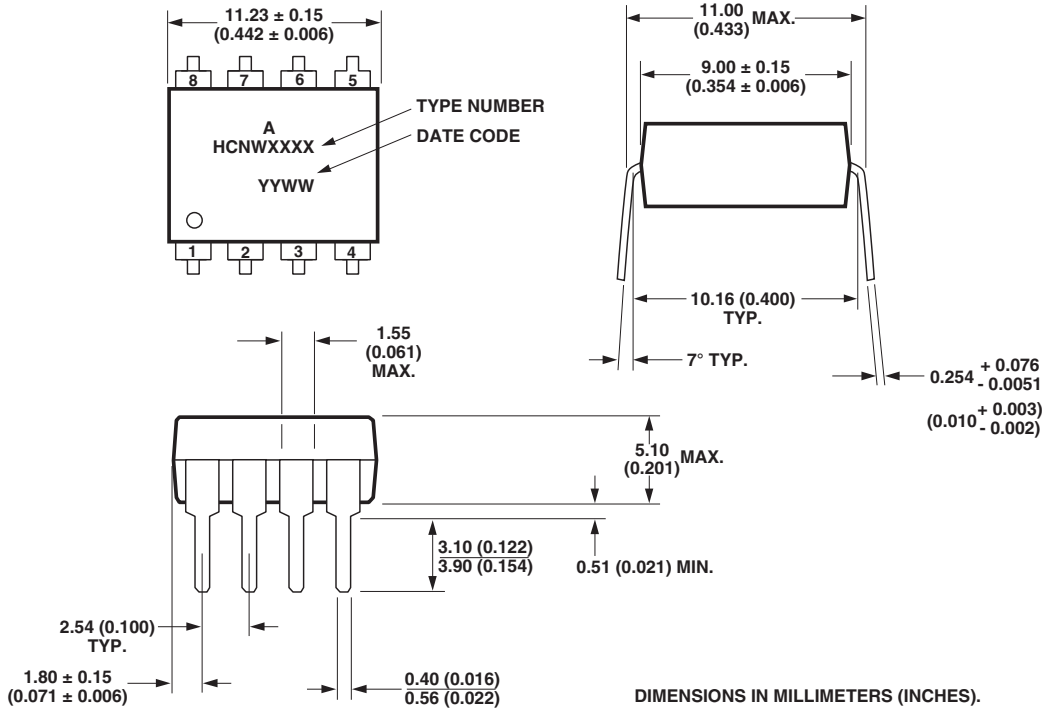 11.23 ± 0.15
(0.442 ± 0.006)
8
7
6
5
A
HCNWXXXX
YYWW
TYPE NUMBER
DATE CODE
1
2
3
4
11.00
(0.433)
MAX.
9.00 ± 0.15
(0.354 ± 0.006)
10.16 (0.400)
TYP.
7° TYP.
0.254 + 0.076
- 0.0051
(0.010 + 0.003)
- 0.002)
1.55
(0.061)
MAX.
5.10
(0.201)
MAX.
3.10 (0.122)
3.90 (0.154)
0.51 (0.021) MIN.
2.54 (0.100)
TYP.
1.80 ± 0.15
(0.071 ± 0.006)
0.40 (0.016)
0.56 (0.022)
DIMENSIONS IN MILLIMETERS (INCHES).